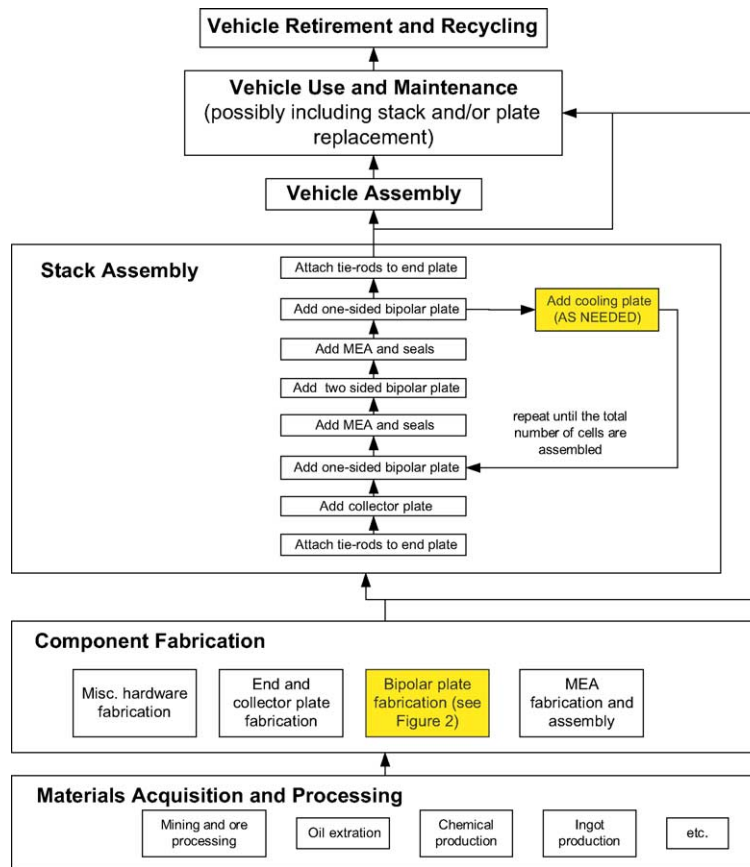 Vehicle Retirement and Recycling
Vehicle Use and Maintenance
(possibly including stack and/or plate
replacement)
Vehicle Assembly
Stack Assembly
Attach tie-rods to end plate
Add one-sided bipolar plate
Add cooling plate
(AS NEEDED)
Add MEA and seals
Add two sided bipolar plate
Add MEA and seals
repeat until the total
number of cells are
assembled
Add one-sided bipolar plate
Add collector plate
Attach tie-rods to end plate
Component Fabrication
Misc. hardware
fabrication
End and
collector plate
fabrication
Bipolar plate
fabrication (see
Figure 2)
MEA
fabrication and
assembly
Materials Acquisition and Processing
Mining and ore
processing
Oil extration
Chemical
production
Ingot
production
etc.